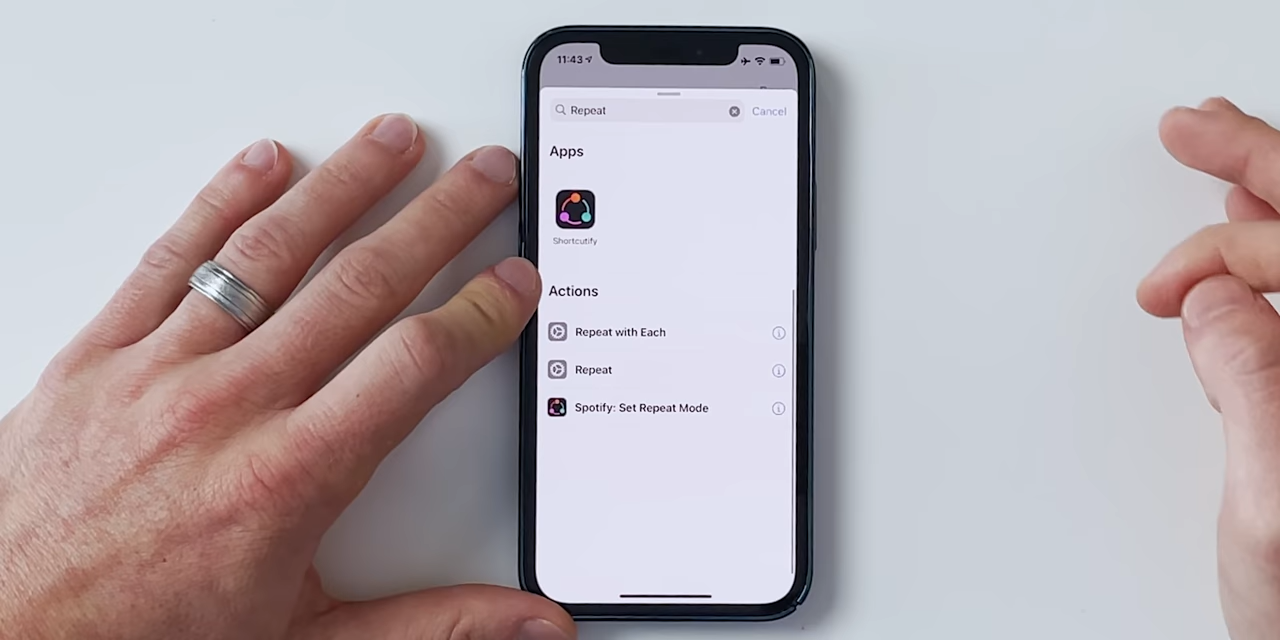 11:43
Repeat
Cancel
Apps
Shortcutify
Actions
Repeat with Each
Repeat
Spotify: Set Repeat Mode